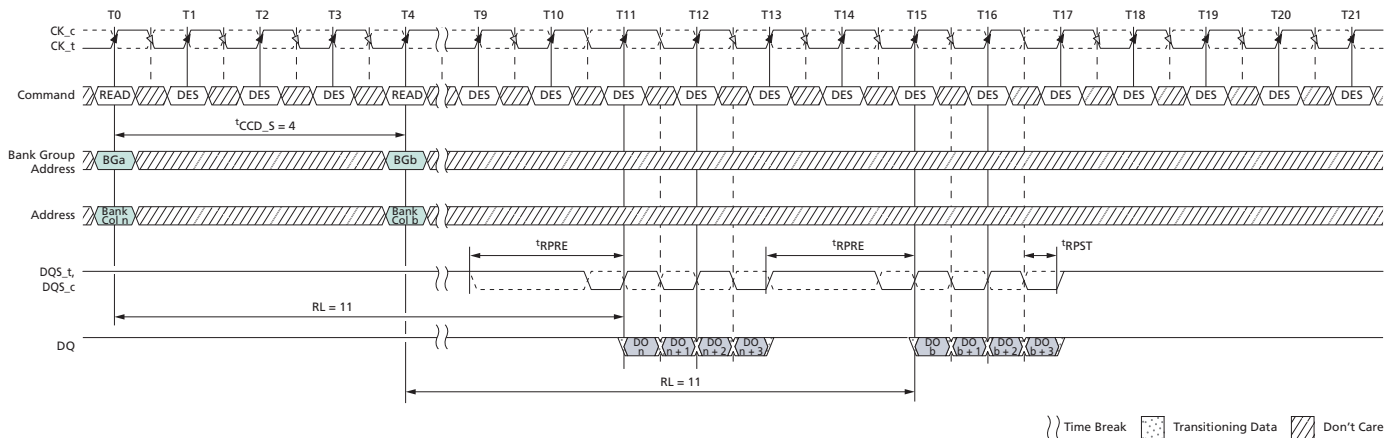 T0 T1 T2 T3 T4 T9 T10 T11 T12 T13 T14 T15 T16 T17 T18 T19 T20 T21
CK_c
CK_t
Command READ DES DES DES READ DES DES DES DES DES DES DES DES DES DES DES DES DES
tCCD_S = 4
Bank Group
Address BGa BGb
Address Bank Col n Bank Col b
tRPRE tRPRE tRPST
DQS_t,
DQS_c
RL = 11
DQ DO n DO n + 1 DO n + 2 DO n + 3 DO b DO b + 1 DO b + 2 DO b + 3
RL = 11
Time Break Transitioning Data Don't Care